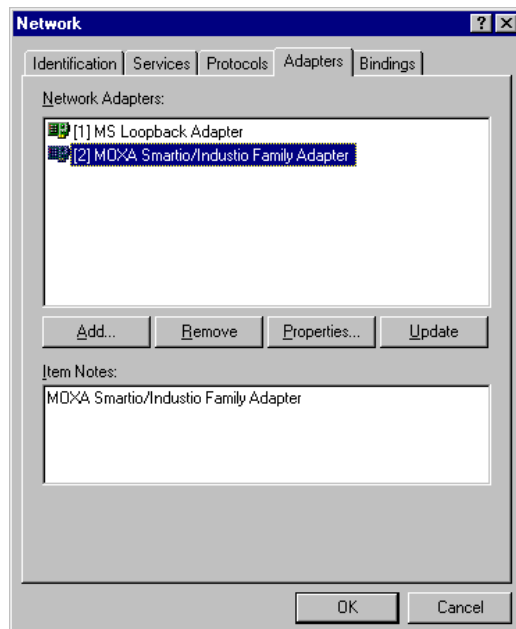 Network
Identification Services Protocols Adapters Bindings
Network Adapters:
[1] MS Loopback Adapter
[2] MOXA Smartio/Industio Family Adapter
Add... Remove Properties... Update
Item Notes:
MOXA Smartio/Industio Family Adapter
OK Cancel